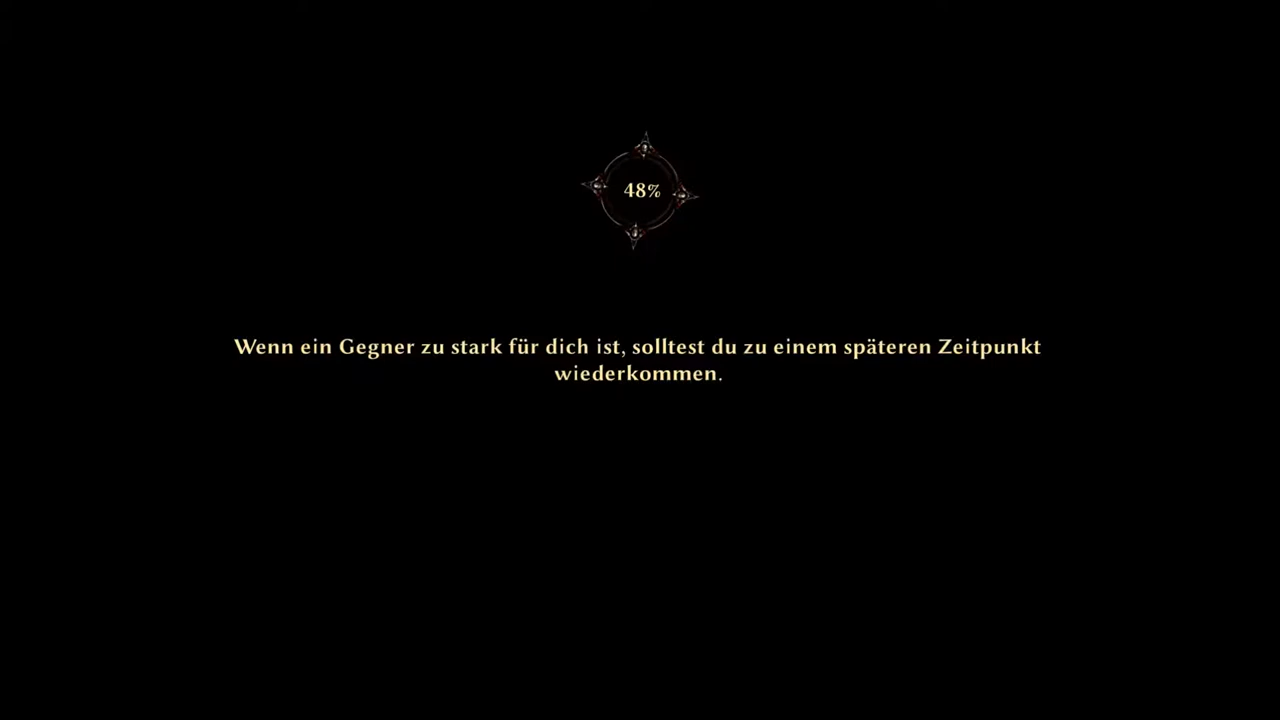 48%
Wenn ein Gegner zu stark für dich ist, solltest du zu einem späteren Zeitpunkt
wiederkommen.